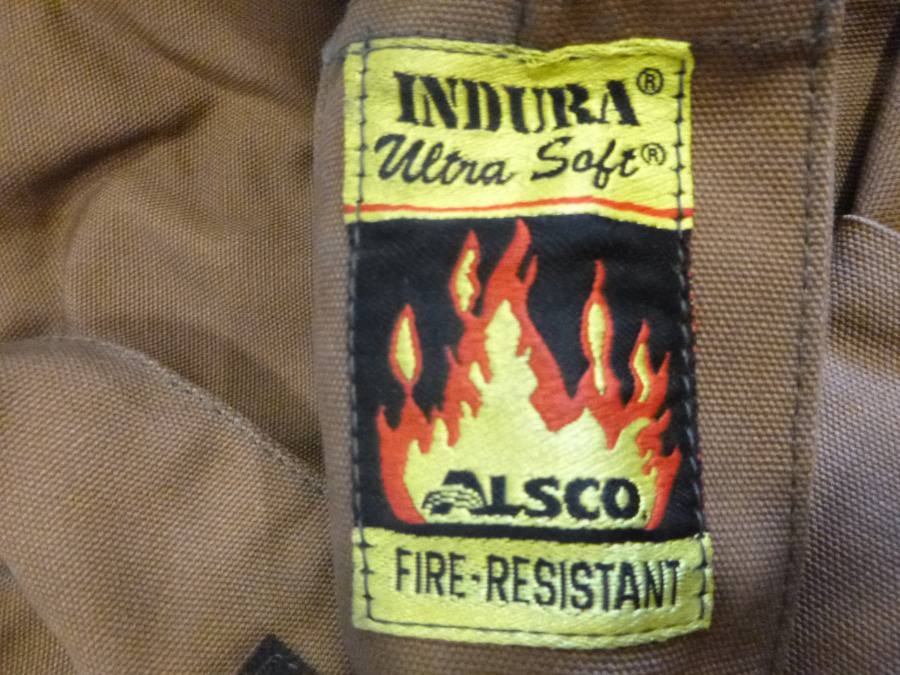 INDURA®
Ultra Soft®
ALSCO
FIRE-RESISTANT